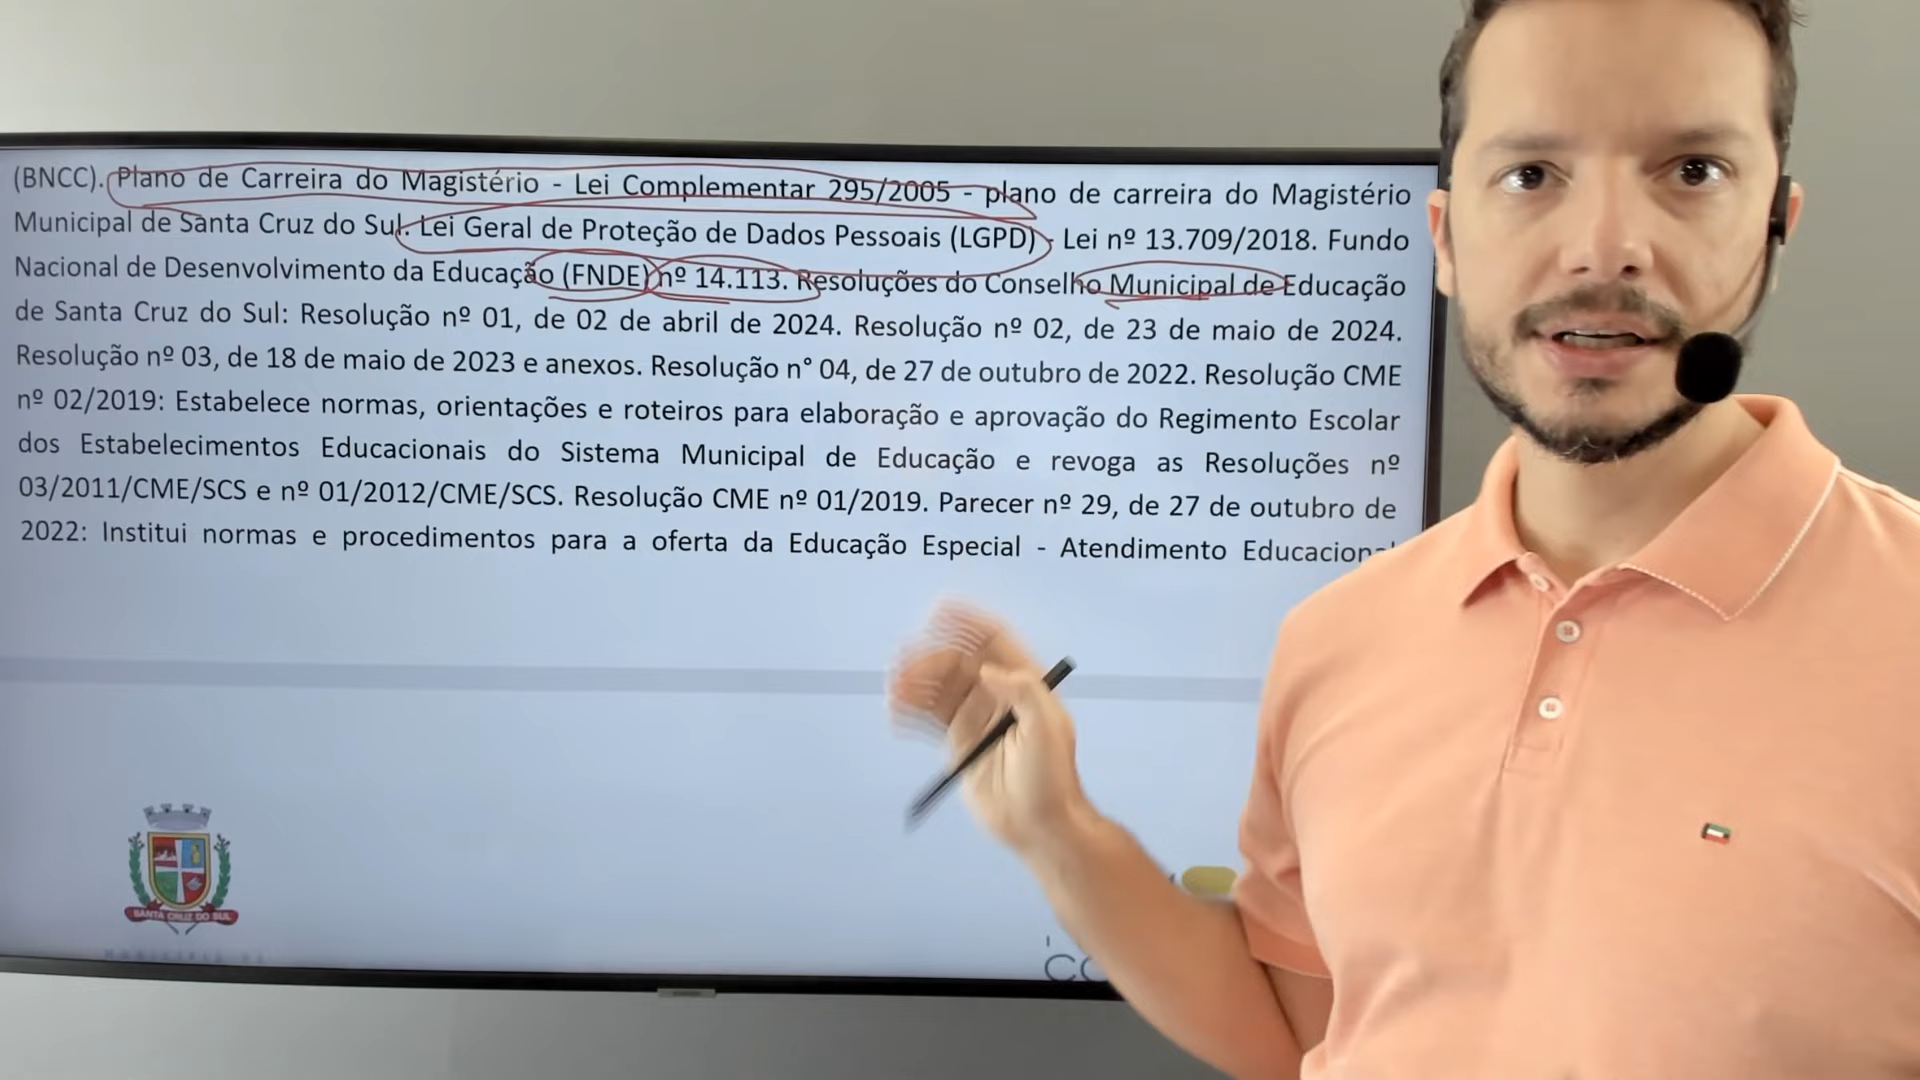 (BNCC). Plano de Carreira do Magistério - Lei Complementar 295/2005 - plano de carreira do Magistério
Municipal de Santa Cruz do Sul. Lei Geral de Proteção de Dados Pessoais (LGPD) - Lei nº 13.709/2018. Fundo
Nacional de Desenvolvimento da Educação (FNDE) nº 14.113. Resoluções do Conselho Municipal de Educação
de Santa Cruz do Sul: Resolução nº 01, de 02 de abril de 2024. Resolução nº 02, de 23 de maio de 2024.
Resolução nº 03, de 18 de maio de 2023 e anexos. Resolução n° 04, de 27 de outubro de 2022. Resolução CME
nº 02/2019: Estabelece normas, orientações e roteiros para elaboração e aprovação do Regimento Escolar
dos Estabelecimentos Educacionais do Sistema Municipal de Educação e revoga as Resoluções nº
03/2011/CME/SCS e nº 01/2012/CME/SCS. Resolução CME nº 01/2019. Parecer nº 29, de 27 de outubro de
2022: Institui normas e procedimentos para a oferta da Educação Especial - Atendimento Educacional
SANTA CRUZ DO SUL